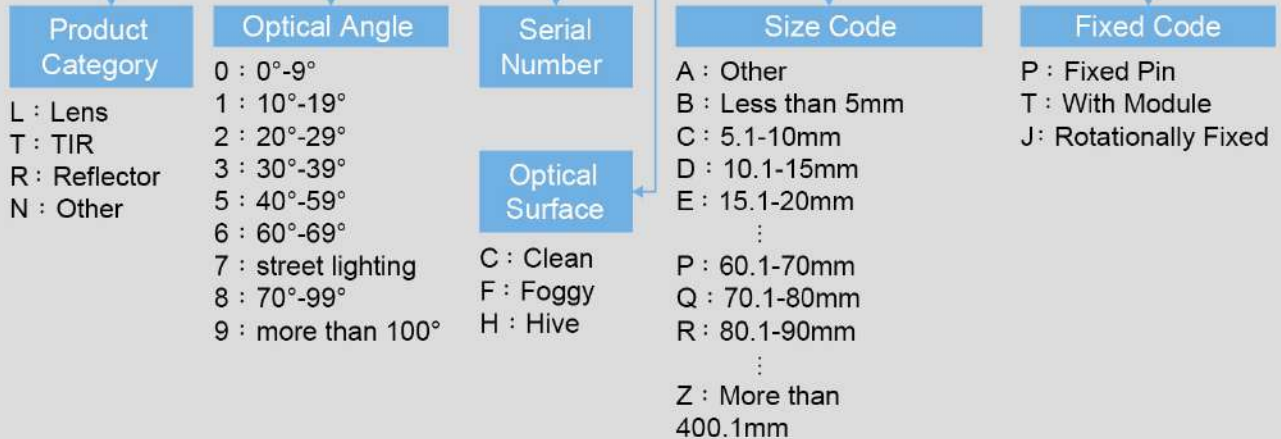 Product
Category
L：Lens
T：TIR
R：Reflector
N：Other
Optical Angle
0：0°-9°
1：10°-19°
2：20°-29°
3：30°-39°
5：40°-59°
6：60°-69°
7：street lighting
8：70°-99°
9：more than 100°
Serial
Number
Optical
Surface
C：Clean
F：Foggy
H：Hive
Size Code
A：Other
B：Less than 5mm
C：5.1-10mm
D：10.1-15mm
E：15.1-20mm
⋮
P：60.1-70mm
Q：70.1-80mm
R：80.1-90mm
⋮
Z：More than
400.1mm
Fixed Code
P：Fixed Pin
T：With Module
J: Rotationally Fixed